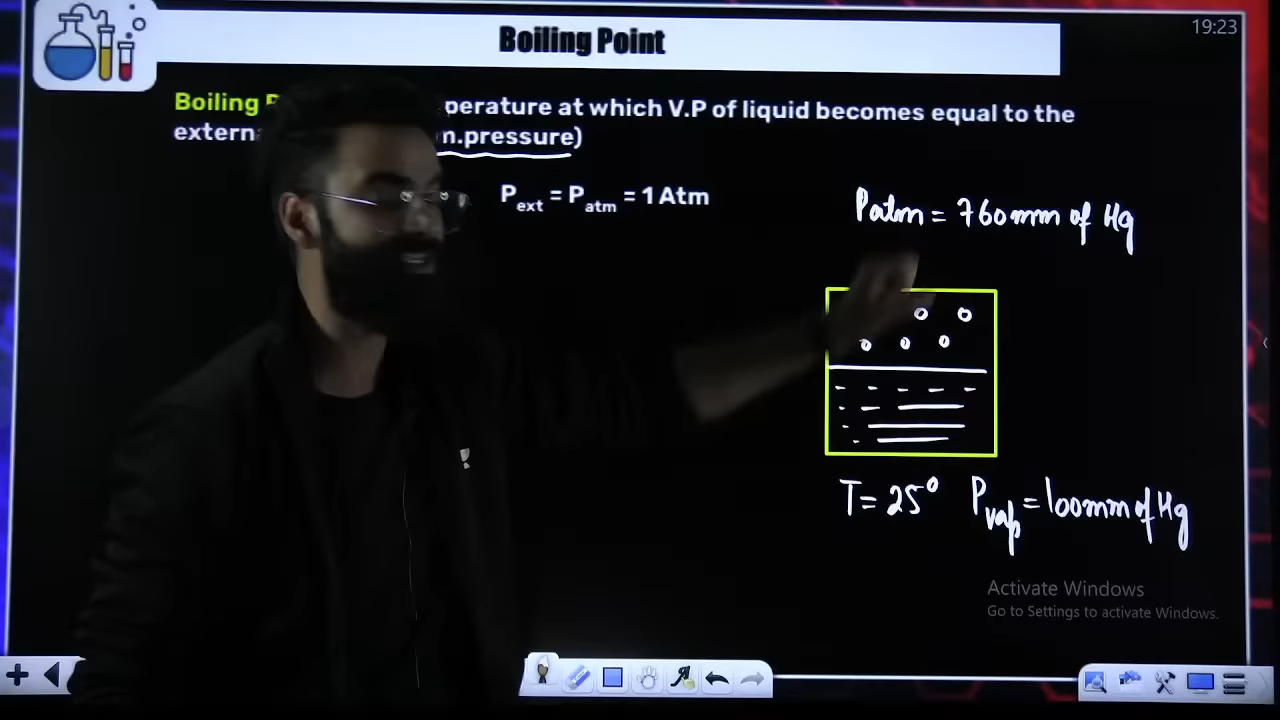 19:23
Boiling Point
Boiling perature at which V.P of liquid becomes equal to the
extern m.pressure)
Pext = Patm = 1 Atm
Patm = 760mm of Hg
T = 25° Pvap = 100mm of Hg
Activate Windows
Go to Settings to activate Windows.